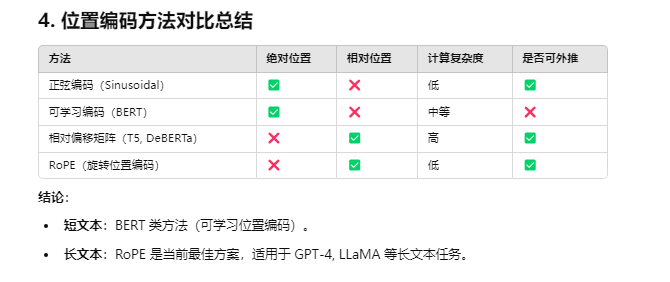 4. 位置编码方法对比总结
方法 绝对位置 相对位置 计算复杂度 是否可外推
正弦编码（Sinusoidal） ✅ ❌ 低 ✅
可学习编码（BERT） ✅ ❌ 中等 ❌
相对偏移矩阵（T5, DeBERTa） ❌ ✅ 高 ✅
RoPE（旋转位置编码） ❌ ✅ 低 ✅
结论：
• 短文本：BERT 类方法（可学习位置编码）。
• 长文本：RoPE 是当前最佳方案，适用于 GPT-4, LLaMA 等长文本任务。